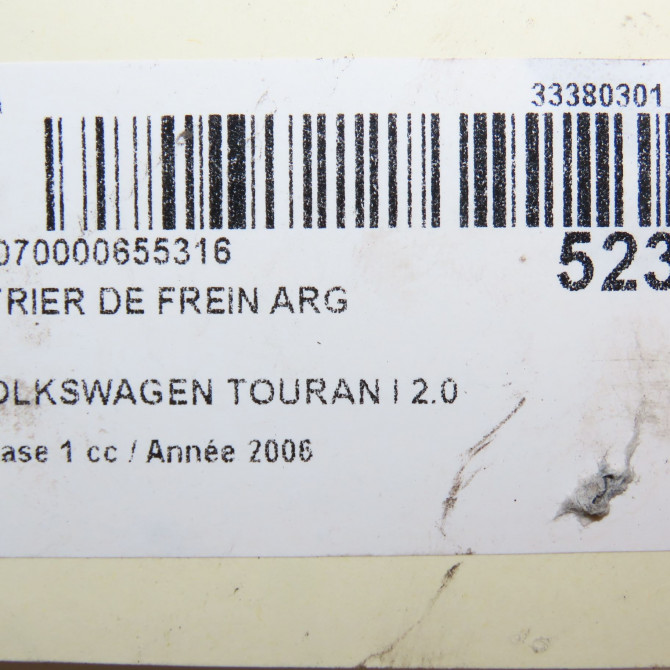 33380301
070000655316
523
TRIER DE FREIN ARG
OLKSWAGEN TOURAN I 2.0
ase 1 cc / Année 2006